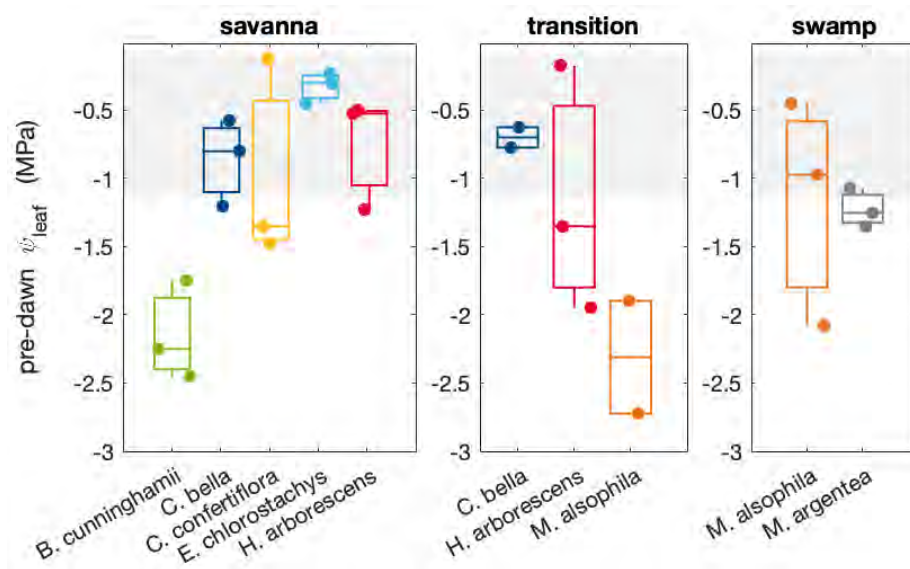 savanna
transition
swamp
pre-dawn ψleaf (MPa)
-0.5
-1
-1.5
-2
-2.5
-3
-0.5
-1
-1.5
-2
-2.5
-3
-0.5
-1
-1.5
-2
-2.5
-3
B. cunninghamii
C. bella
C. confertiflora
E. chlorostachys
H. arborescens
C. bella
H. arborescens
M. alsophila
M. alsophila
M. argentea